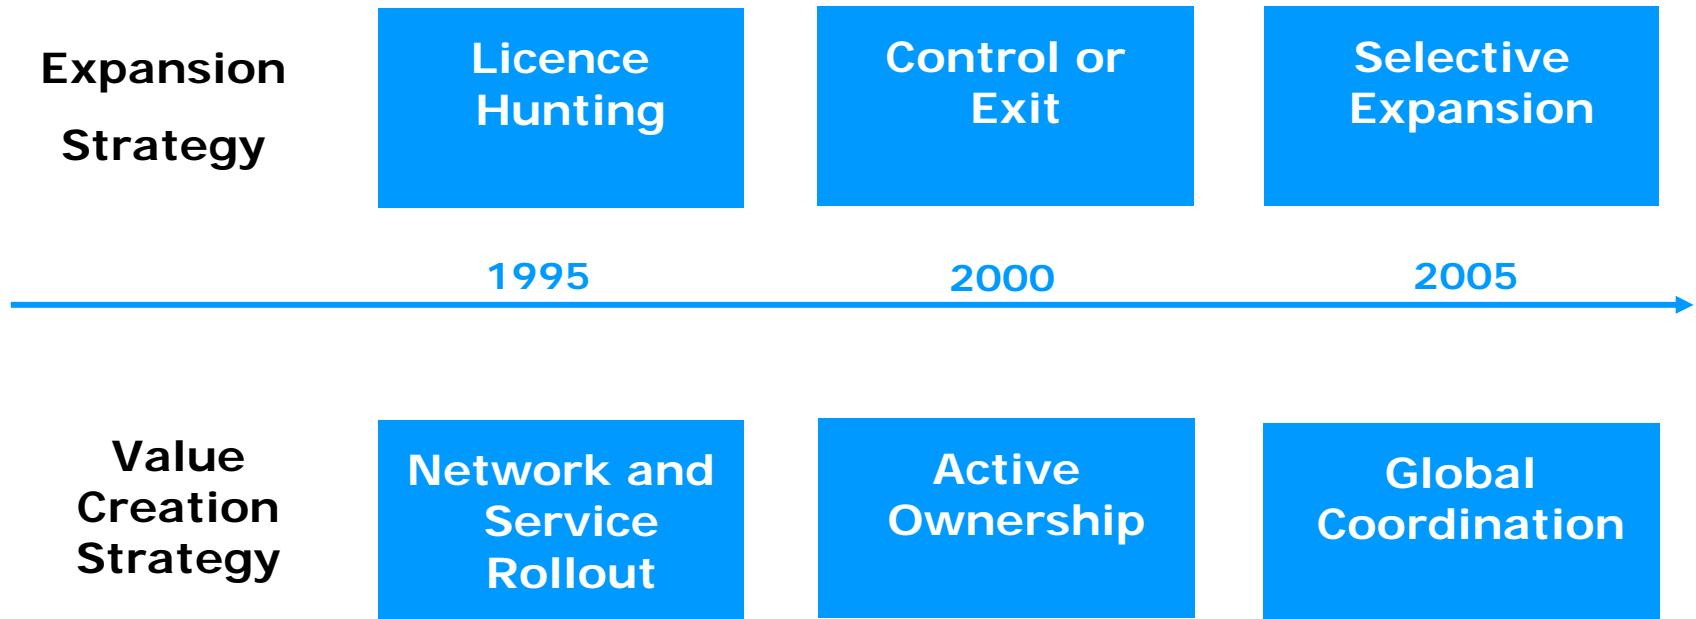 Expansion
Strategy
Licence
Hunting
Control or
Exit
Selective
Expansion
1995
2000
2005
Value
Creation
Strategy
Network and
Service
Rollout
Active
Ownership
Global
Coordination